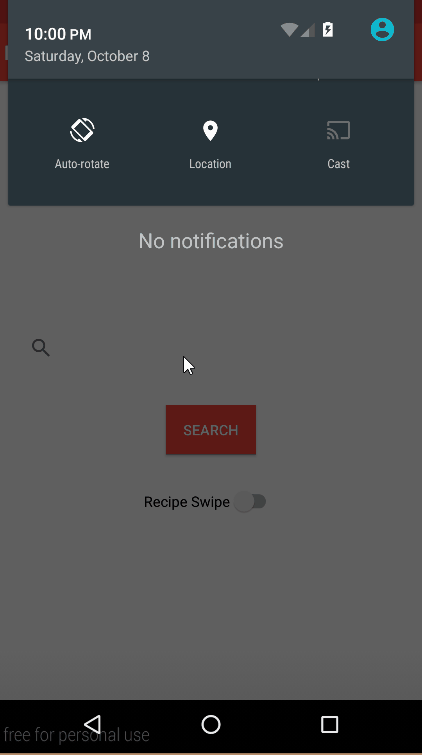 10:00 PM
Saturday, October 8
Auto-rotate
Location
Cast
No notifications
SEARCH
Recipe Swipe
free for personal use